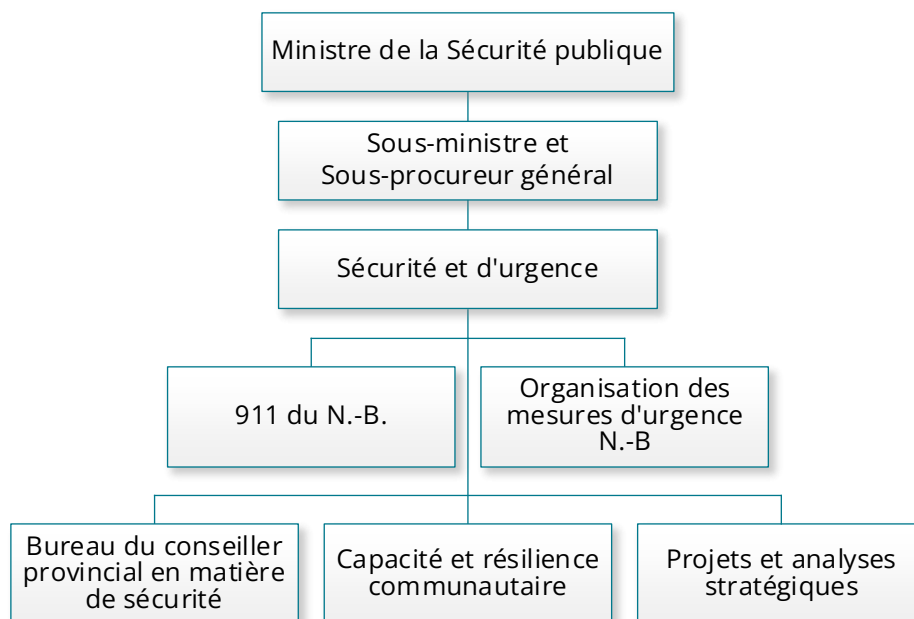 Ministre de la Sécurité publique
Sous-ministre et
Sous-procureur général
Sécurité et d'urgence
911 du N.-B.
Organisation des
mesures d'urgence
N.-B
Bureau du conseiller
provincial en matière
de sécurité
Capacité et résilience
communautaire
Projets et analyses
stratégiques